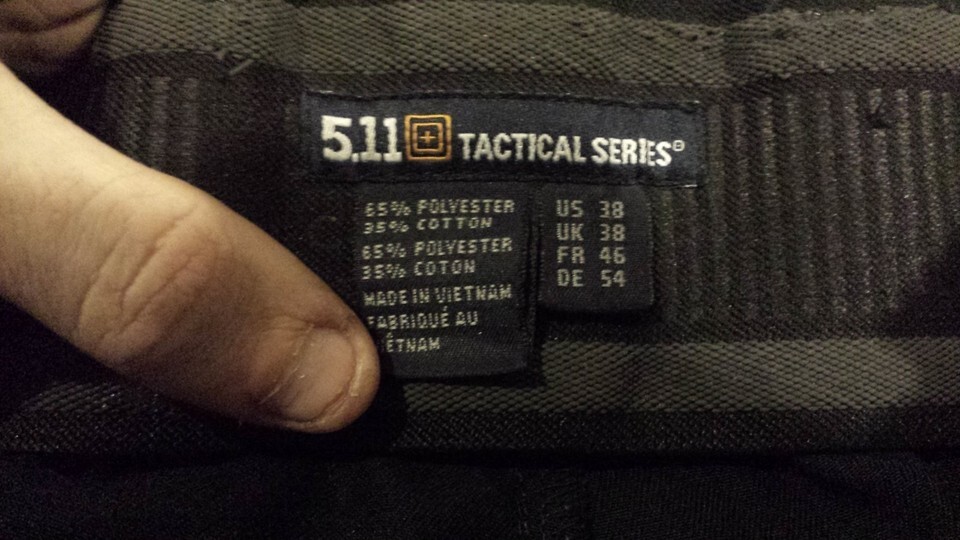 5.11 TACTICAL SERIES®
65% POLYESTER
35% COTTON
65% POLYESTER
35% COTON
MADE IN VIETNAM
FABRIQUÉ AU
VIÊTNAM
US 38
UK 38
FR 46
DE 54